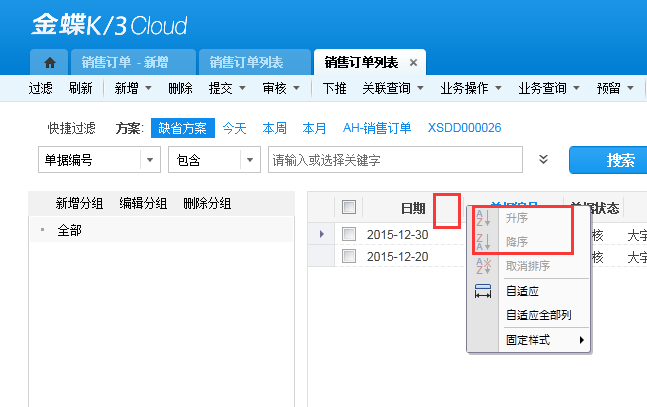 金蝶K/3 Cloud
销售订单 - 新增 销售订单列表 销售订单列表 ×
过滤 刷新 新增 删除 提交 审核 下推 关联查询 业务操作 业务查询 预留
快捷过滤 方案: 缺省方案 今天 本周 本月 AH-销售订单 XSDD000026
单据编号 包含 请输入或选择关键字 搜索
新增分组 编辑分组 删除分组
全部
日期 单据编号 单据状态
2015-12-30 核 大宇
2015-12-20 核 大宇
升序
降序
取消排序
自适应
自适应全部列
固定样式